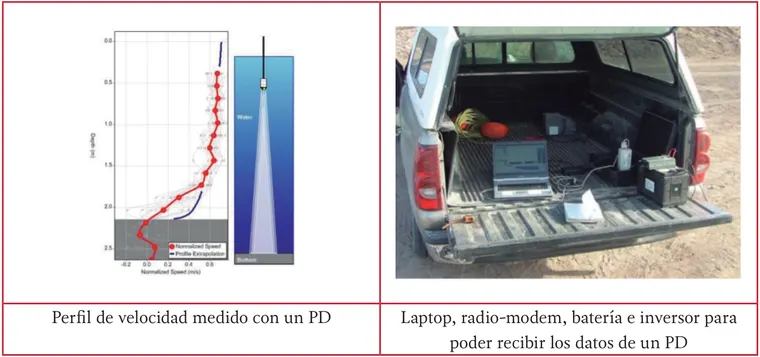 0.0
0.5
1.0
1.5
2.0
2.5
Depth (m)
-0.2 0.0 0.2 0.4 0.6
Normalized Speed (m/s)
Normalized Speed
Profile Extrapolation
Water
Bottom
Perfil de velocidad medido con un PD
Laptop, radio-modem, batería e inversor para
poder recibir los datos de un PD